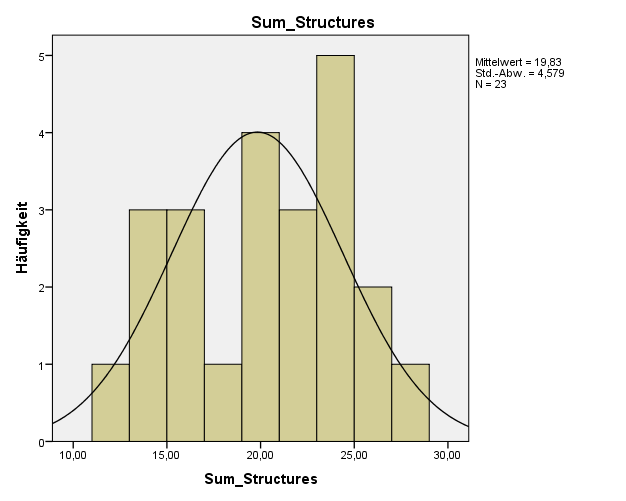 Sum_Structures
Mittelwert = 19,83
Std.-Abw. = 4,579
N = 23
Häufigkeit
5
4
3
2
1
0
10,00 15,00 20,00 25,00 30,00
Sum_Structures